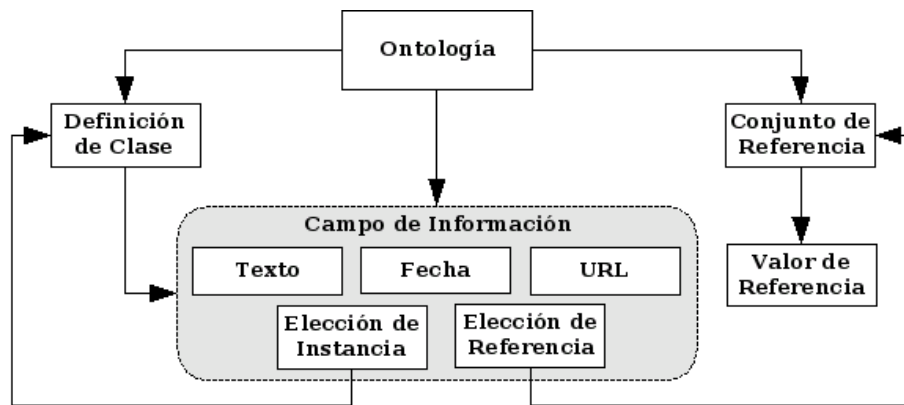 Ontología
Definición
de Clase
Conjunto de
Referencia
Campo de Información
Texto
Fecha
URL
Valor de
Referencia
Elección de
Instancia
Elección de
Referencia